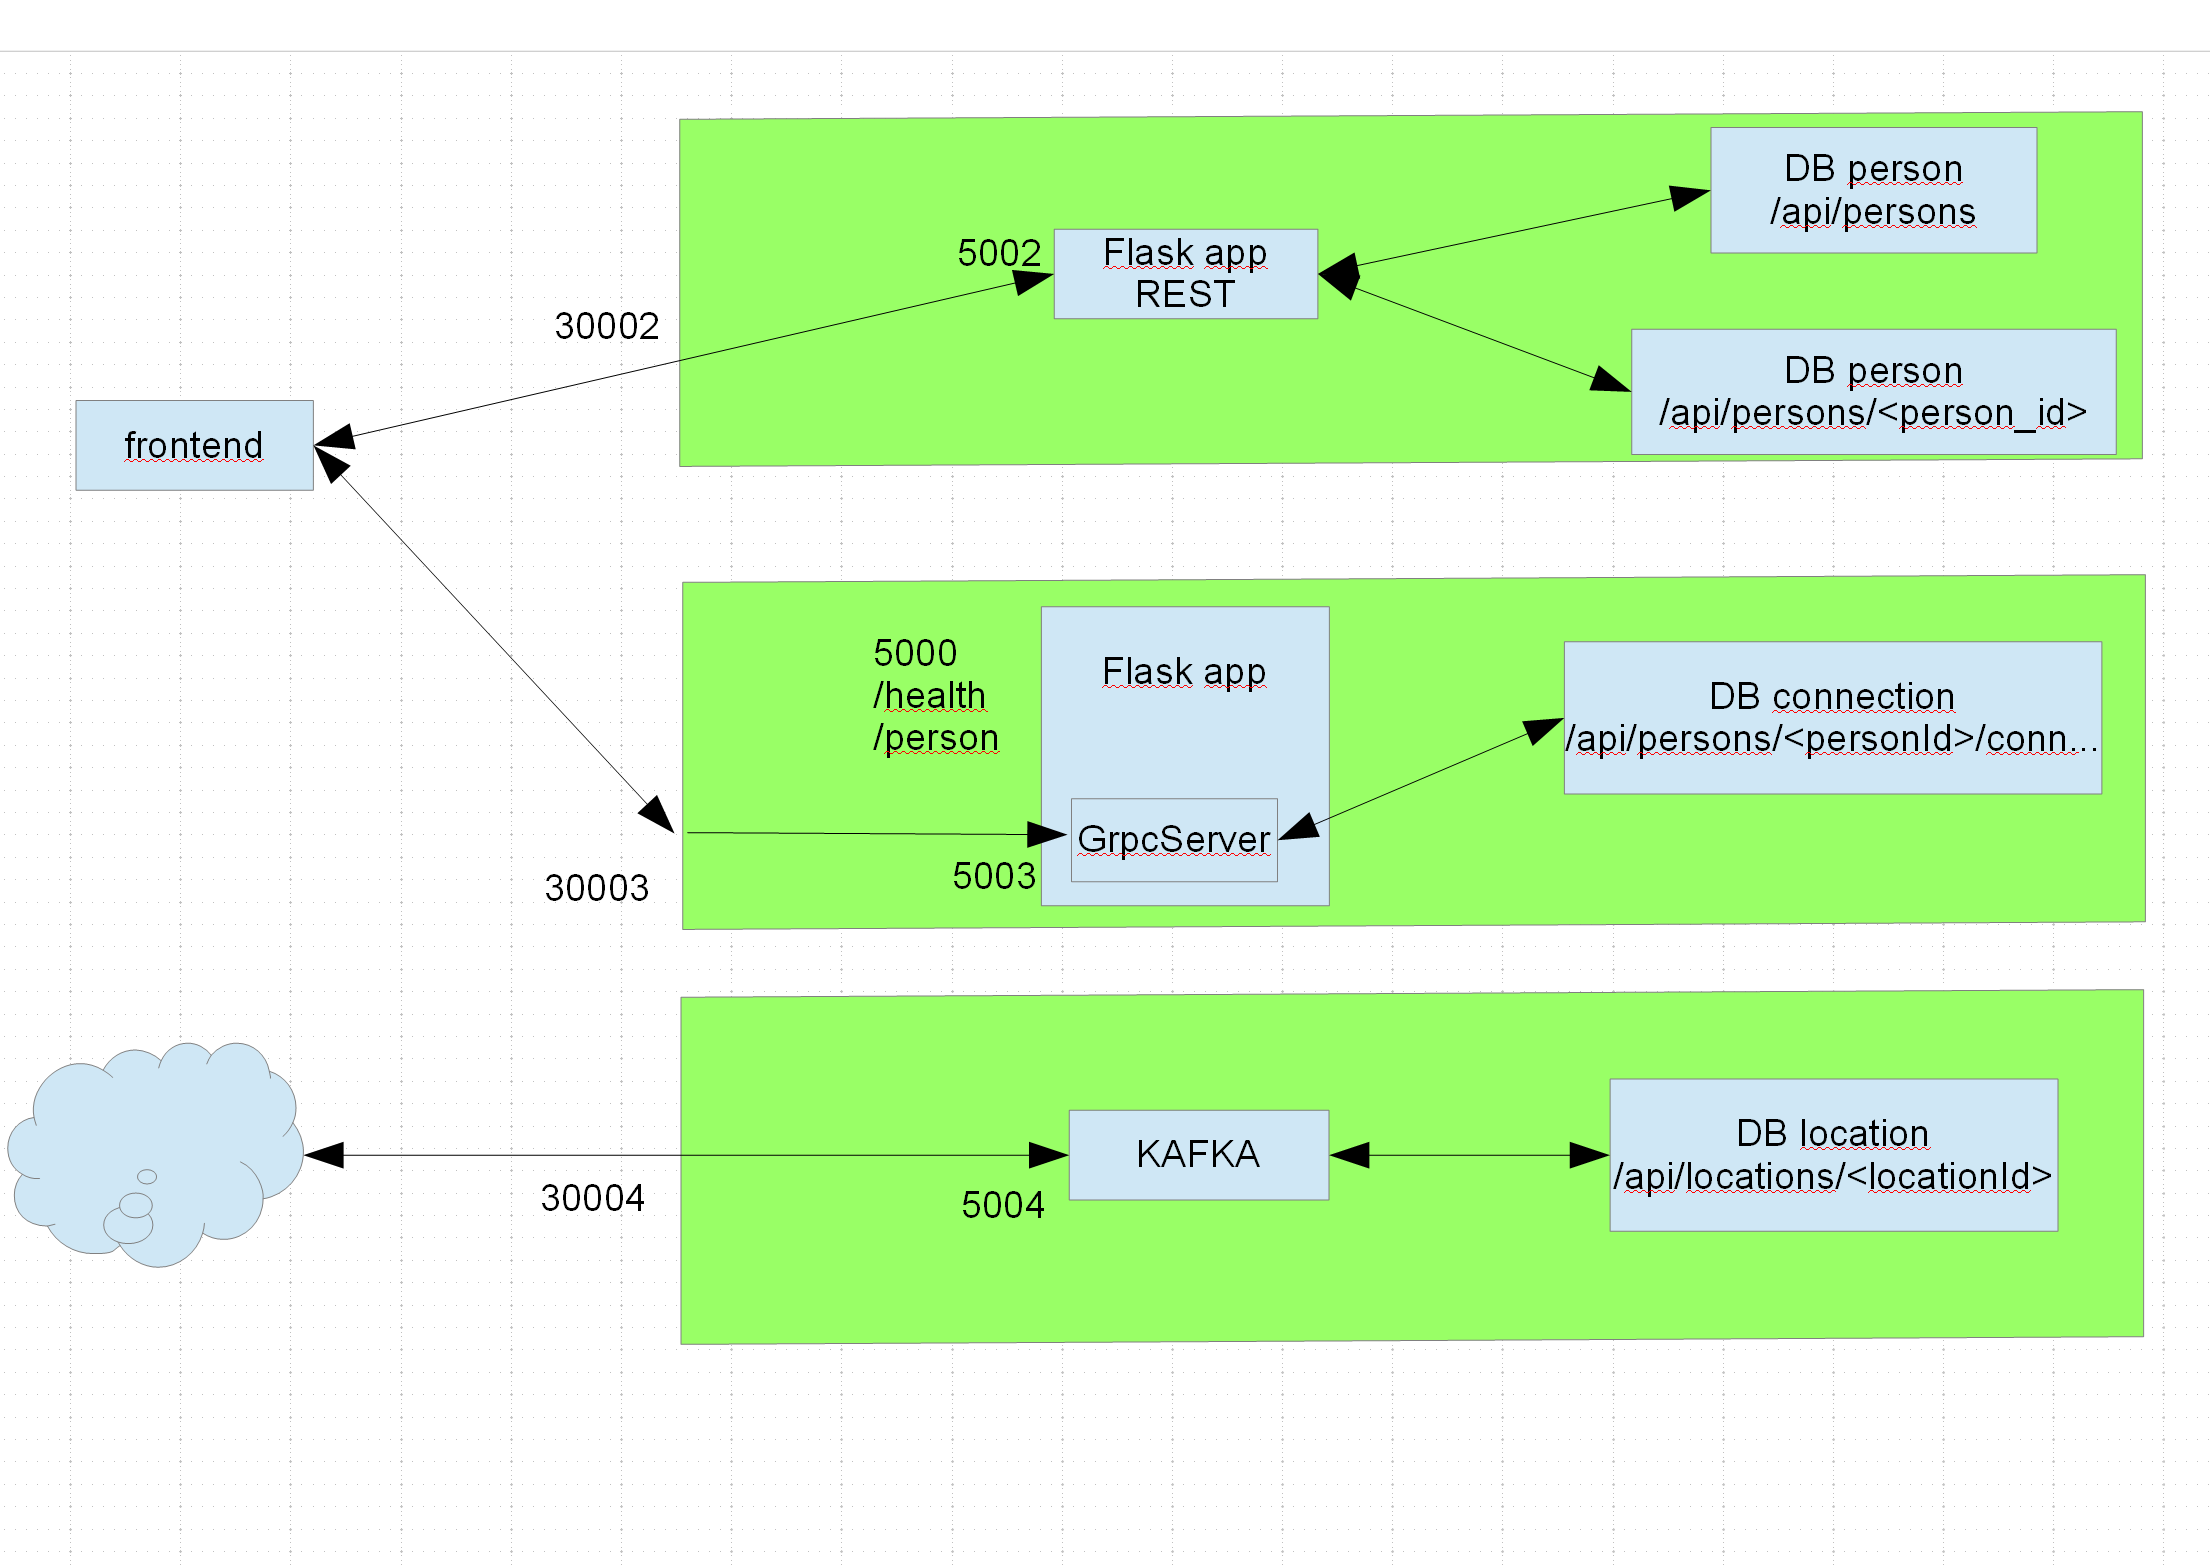 DB person
/api/persons
5002
Flask app
REST
30002
DB person
/api/persons/<person_id>
frontend
5000
/health
/person
Flask app
DB connection
/api/persons/<personId>/conn...
GrpcServer
5003
30003
KAFKA
DB location
/api/locations/<locationId>
30004
5004